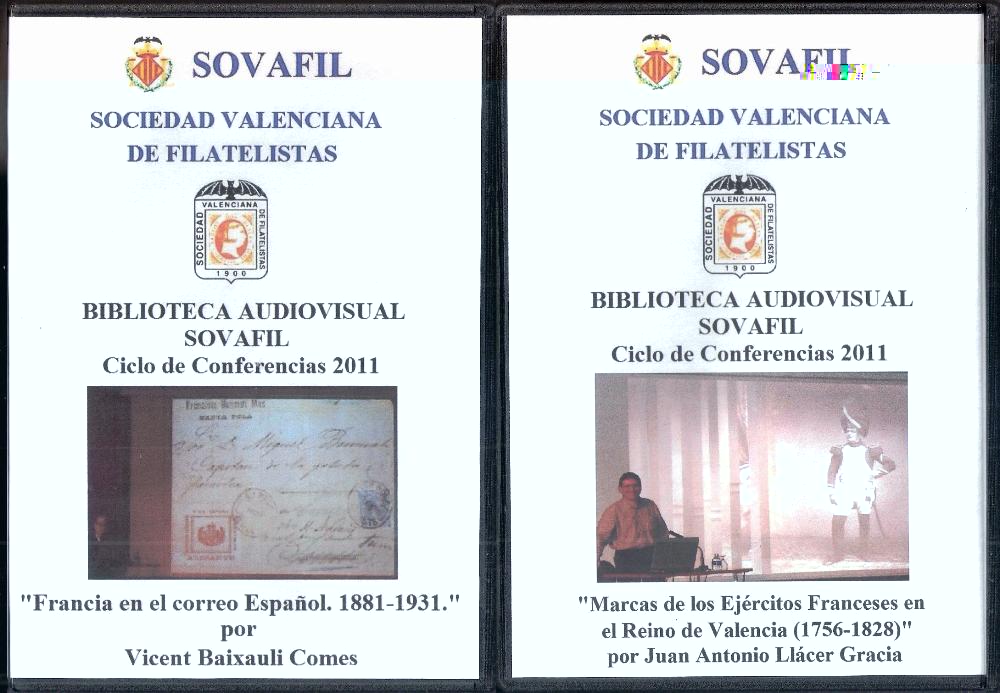 SOVAFIL
SOCIEDAD VALENCIANA
DE FILATELISTAS
SOCIEDAD
VALENCIANA
DE FILATELISTAS
1900
BIBLIOTECA AUDIOVISUAL
SOVAFIL
Ciclo de Conferencias 2011
SANTA POLA
"Francia en el correo Español. 1881-1931."
por
Vicent Baixauli Comes
SOVAFIL
SOCIEDAD VALENCIANA
DE FILATELISTAS
SOCIEDAD
VALENCIANA
DE FILATELISTAS
1900
BIBLIOTECA AUDIOVISUAL
SOVAFIL
Ciclo de Conferencias 2011
"Marcas de los Ejércitos Franceses en
el Reino de Valencia (1756-1828)"
por Juan Antonio Llácer Gracia